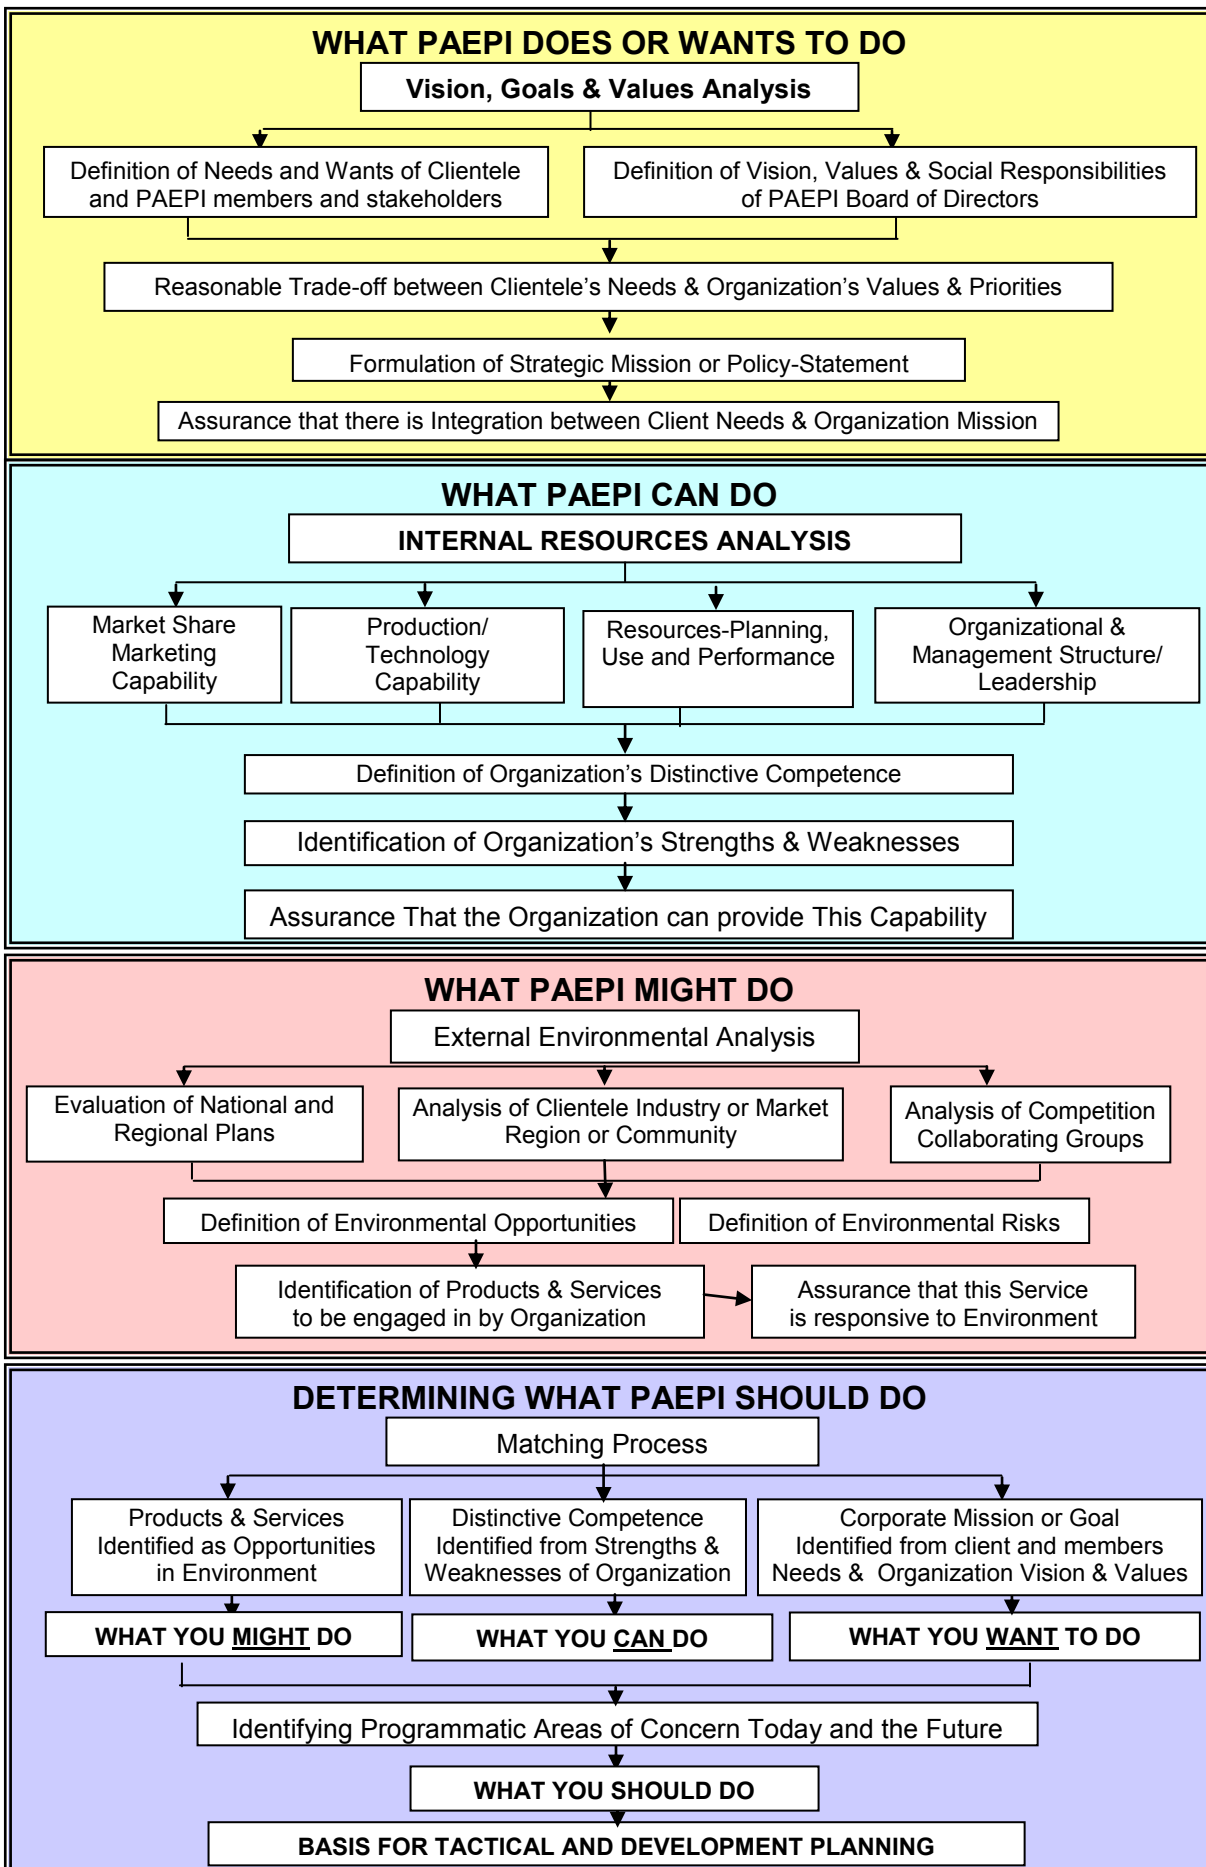 WHAT PAEPI DOES OR WANTS TO DO
Vision, Goals & Values Analysis
Definition of Needs and Wants of Clientele
and PAEPI members and stakeholders
Definition of Vision, Values & Social Responsibilities
of PAEPI Board of Directors
Reasonable Trade-off between Clientele's Needs & Organization's Values & Priorities
Formulation of Strategic Mission or Policy-Statement
Assurance that there is Integration between Client Needs & Organization Mission
WHAT PAEPI CAN DO
INTERNAL RESOURCES ANALYSIS
Market Share
Marketing
Capability
Production/
Technology
Capability
Resources-Planning,
Use and Performance
Organizational &
Management Structure/
Leadership
Definition of Organization's Distinctive Competence
Identification of Organization's Strengths & Weaknesses
Assurance That the Organization can provide This Capability
WHAT PAEPI MIGHT DO
External Environmental Analysis
Evaluation of National and
Regional Plans
Analysis of Clientele Industry or Market
Region or Community
Analysis of Competition
Collaborating Groups
Definition of Environmental Opportunities
Definition of Environmental Risks
Identification of Products & Services
to be engaged in by Organization
Assurance that this Service
is responsive to Environment
DETERMINING WHAT PAEPI SHOULD DO
Matching Process
Products & Services
Identified as Opportunities
in Environment
Distinctive Competence
Identified from Strengths &
Weaknesses of Organization
Corporate Mission or Goal
Identified from client and members
Needs & Organization Vision & Values
WHAT YOU MIGHT DO
WHAT YOU CAN DO
WHAT YOU WANT TO DO
Identifying Programmatic Areas of Concern Today and the Future
WHAT YOU SHOULD DO
BASIS FOR TACTICAL AND DEVELOPMENT PLANNING